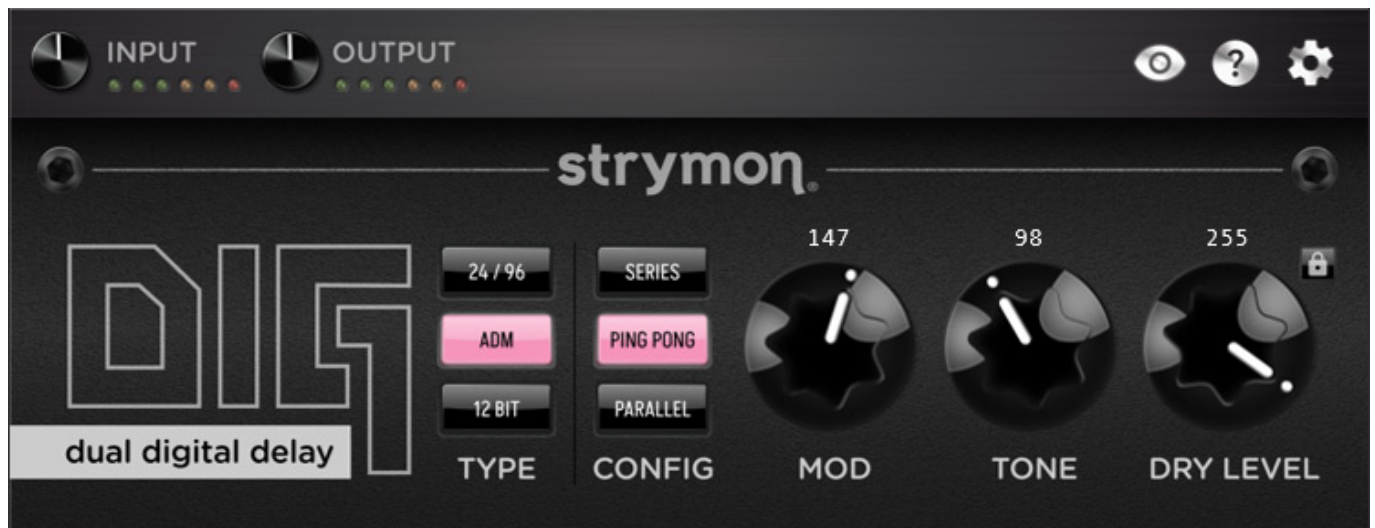 INPUT
OUTPUT
?
strymon®
DIG
dual digital delay
24 / 96
ADM
12 BIT
TYPE
SERIES
PING PONG
PARALLEL
CONFIG
147
MOD
98
TONE
255
DRY LEVEL